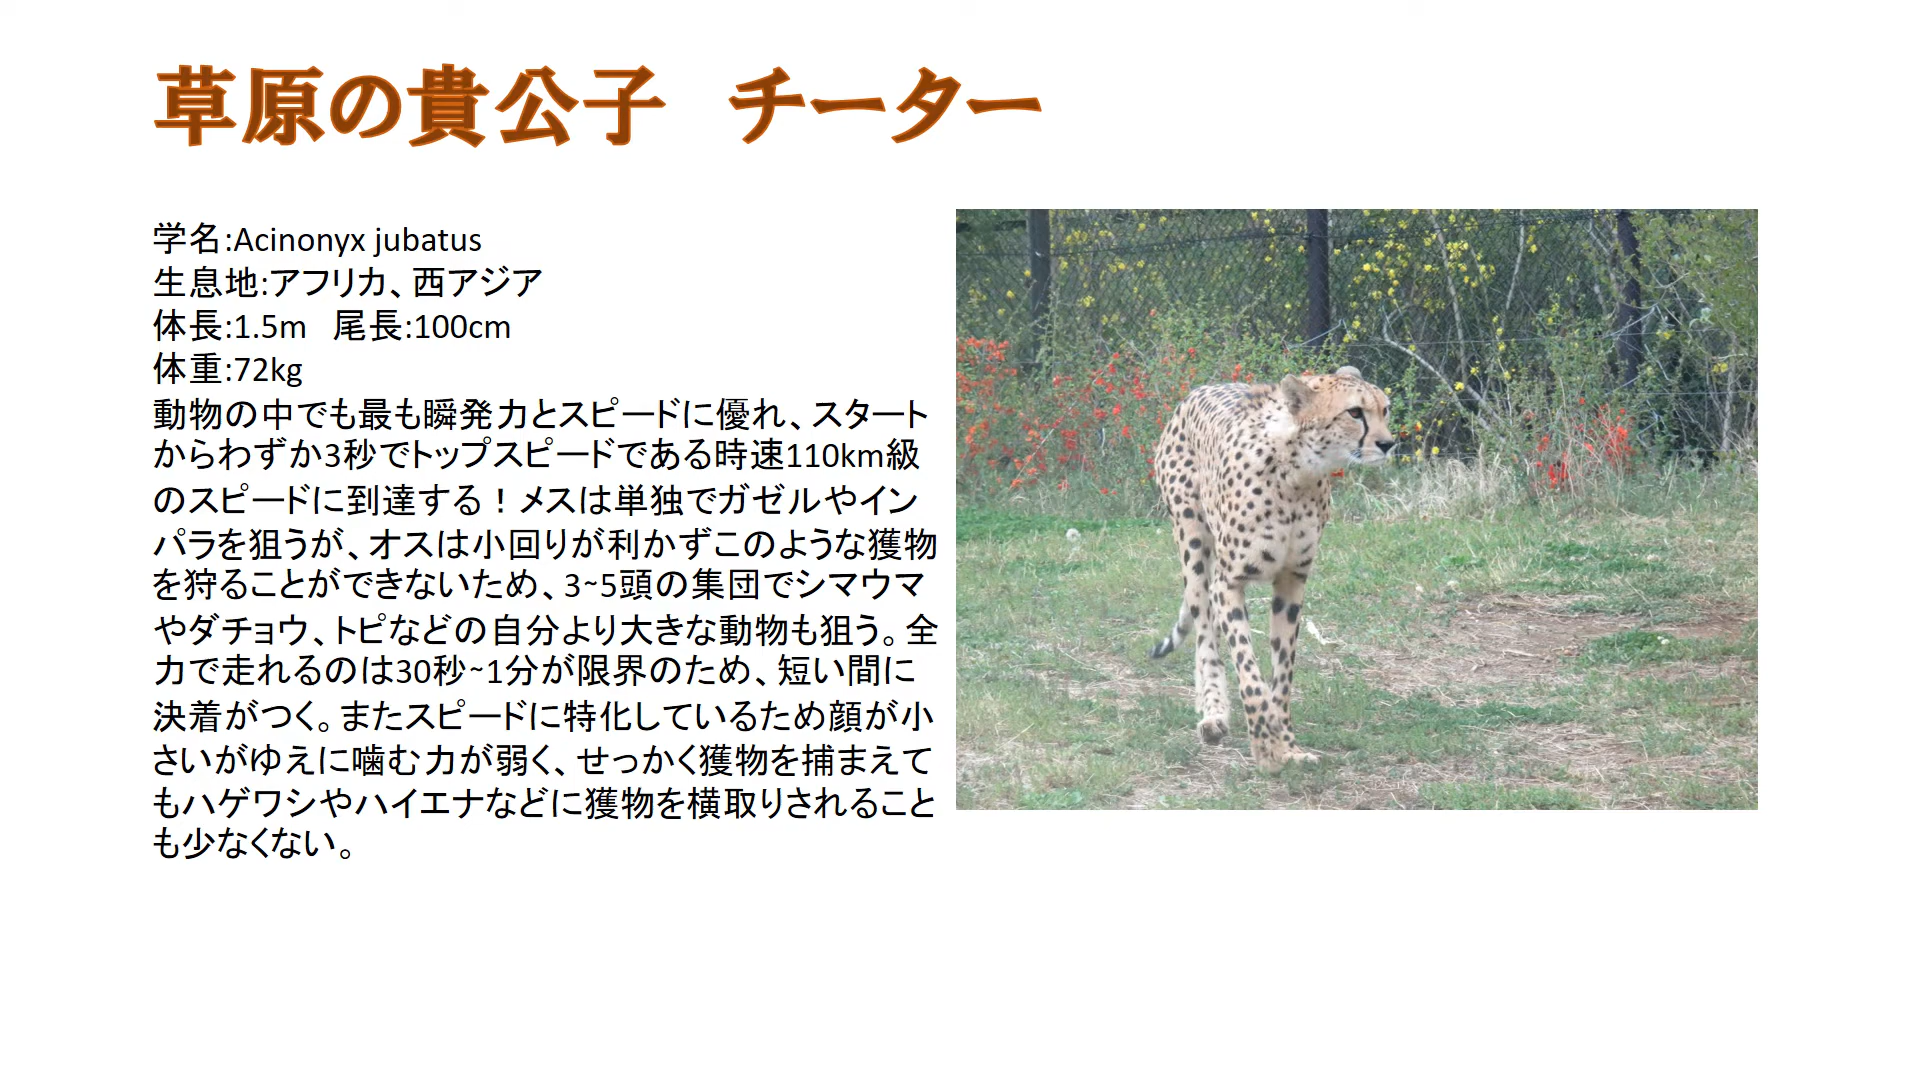 草原の貴公子　チーター
学名:Acinonyx jubatus
生息地:アフリカ、西アジア
体長:1.5m　尾長:100cm
体重:72kg
動物の中でも最も瞬発力とスピードに優れ、スタート
からわずか3秒でトップスピードである時速110km級
のスピードに到達する！メスは単独でガゼルやイン
パラを狙うが、オスは小回りが利かずこのような獲物
を狩ることができないため、3~5頭の集団でシマウマ
やダチョウ、トピなどの自分より大きな動物も狙う。全
力で走れるのは30秒~1分が限界のため、短い間に
決着がつく。またスピードに特化しているため顔が小
さいがゆえに噛む力が弱く、せっかく獲物を捕まえて
もハゲワシやハイエナなどに獲物を横取りされること
も少なくない。